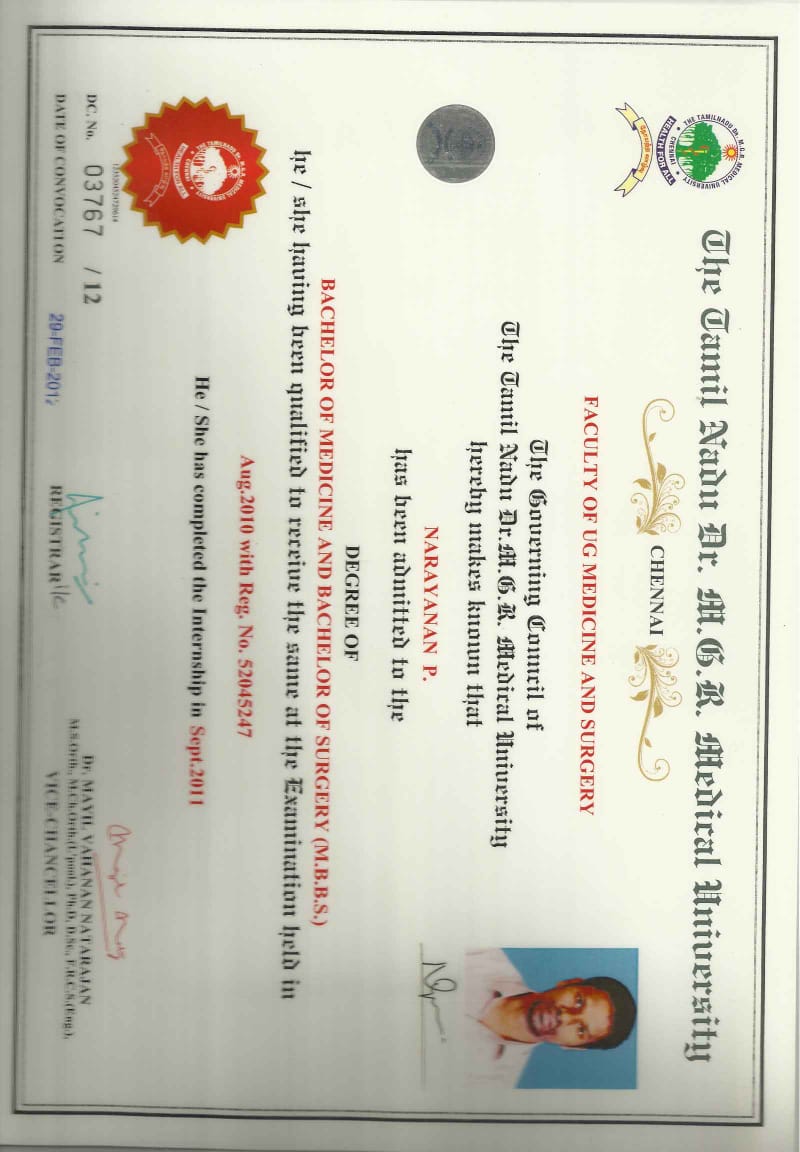 The Tamil Nadu Dr. M.G.R. Medical University
THE TAMILNADU Dr. M.G.R. MEDICAL UNIVERSITY
CHENNAI
HEALTH FOR ALL
CHENNAI
FACULTY OF UG MEDICINE AND SURGERY
The Governing Council of
The Tamil Nadu Dr.M.G.R. Medical University
hereby makes known that
NARAYANAN P.
has been admitted to the
DEGREE OF
BACHELOR OF MEDICINE AND BACHELOR OF SURGERY (M.B.B.S.)
he / she having been qualified to receive the same at the Examination held in
Aug.2010 with Reg. No. 52045247
He / She has completed the Internship in Sept.2011
DC. No. 03767 / 12
DATE OF CONVOCATION 29-FEB-2012
REGISTRAR i/c
Dr. MAYIL VAHANAN NATARAJAN
M.S.Orth., M.Ch.Orth.(L'pool.), Ph.D, D.Sc., F.R.C.S.(Eng.),
VICE-CHANCELLOR